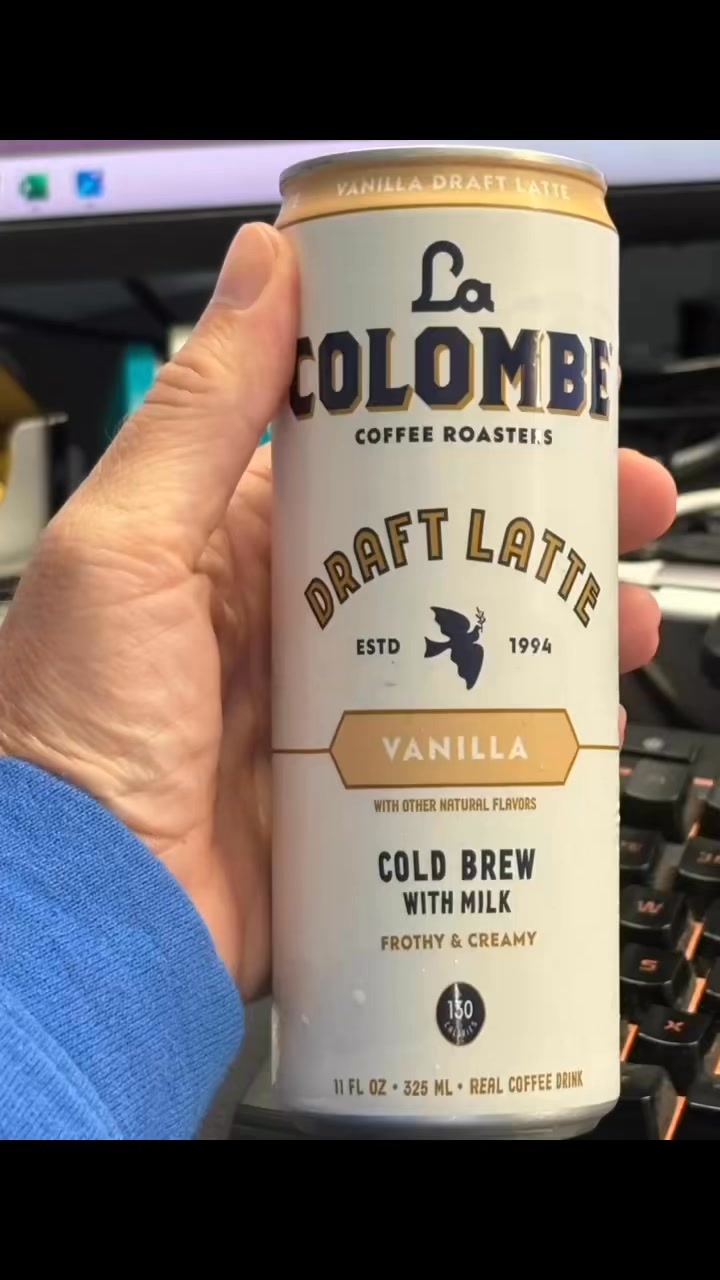 VANILLA DRAFT LATTE
La
COLOMBE
COFFEE ROASTERS
DRAFT LATTE
ESTD 1994
VANILLA
WITH OTHER NATURAL FLAVORS
COLD BREW
WITH MILK
FROTHY & CREAMY
130
CALORIES
11 FL OZ • 325 ML • REAL COFFEE DRINK
W
S
X